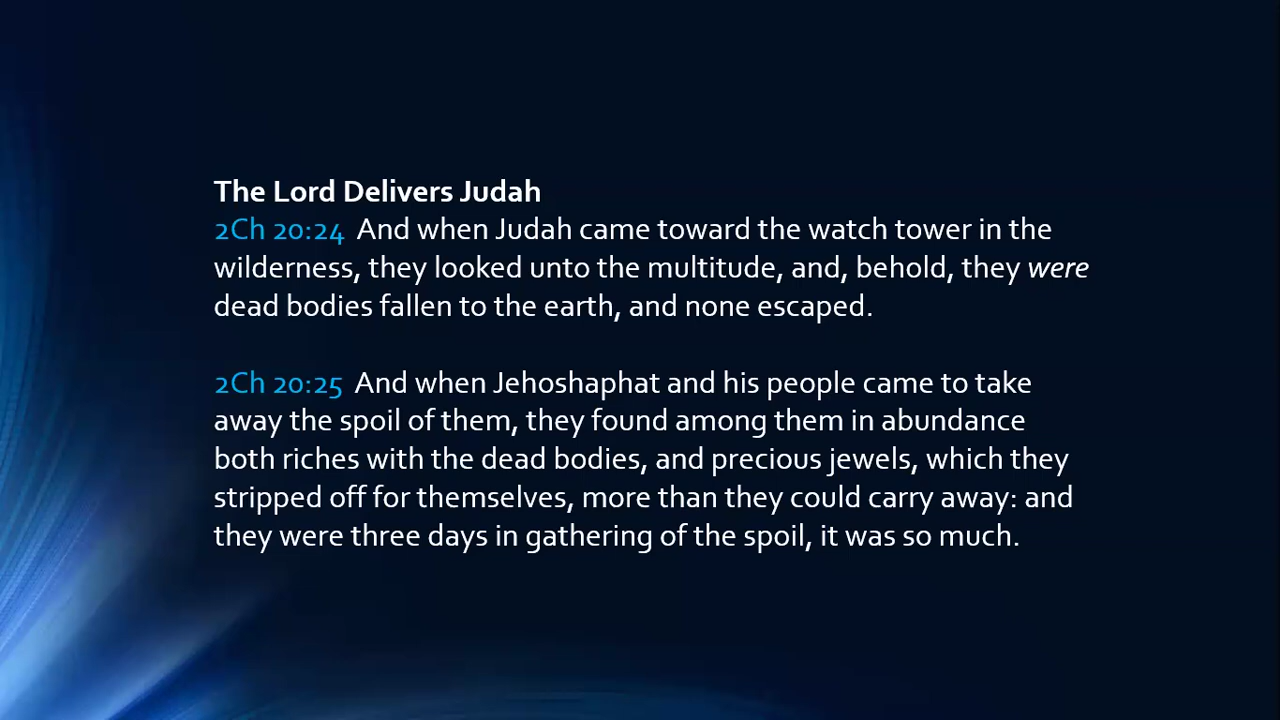 The Lord Delivers Judah
2Ch 20:24 And when Judah came toward the watch tower in the
wilderness, they looked unto the multitude, and, behold, they were
dead bodies fallen to the earth, and none escaped.
2Ch 20:25 And when Jehoshaphat and his people came to take
away the spoil of them, they found among them in abundance
both riches with the dead bodies, and precious jewels, which they
stripped off for themselves, more than they could carry away: and
they were three days in gathering of the spoil, it was so much.